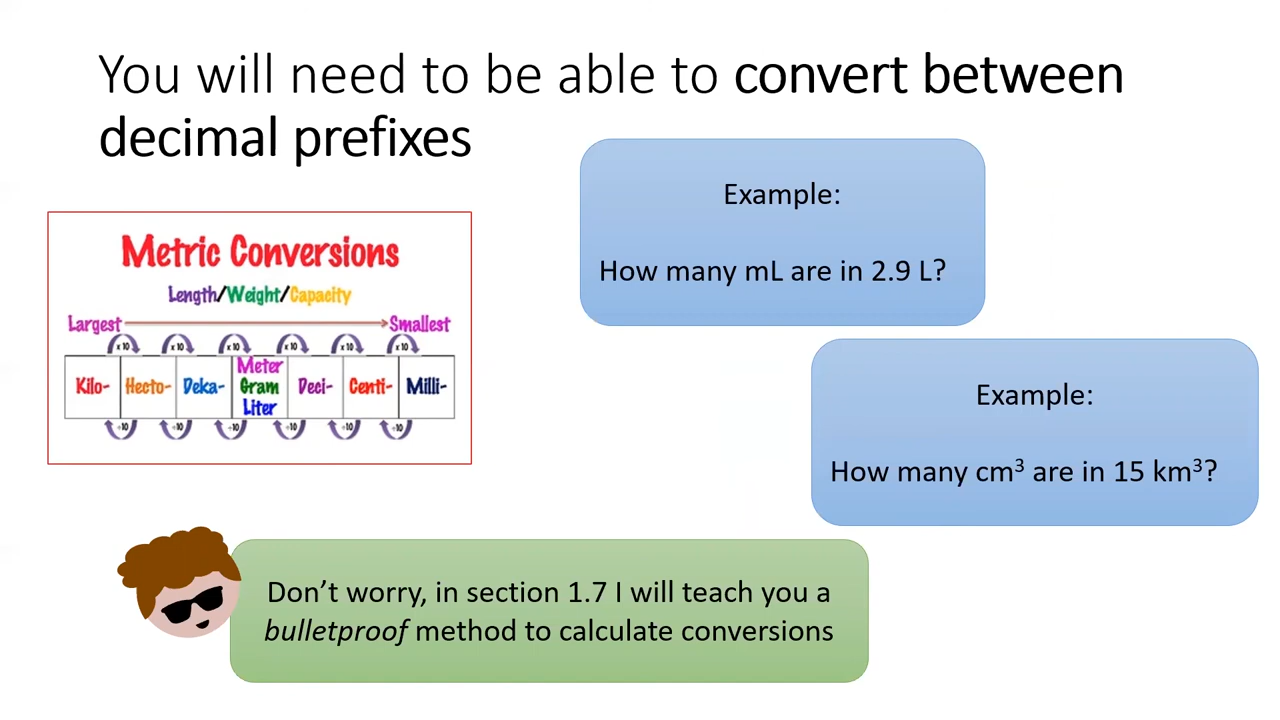 You will need to be able to convert between
decimal prefixes
Metric Conversions
Length/Weight/Capacity
Largest Smallest
x10 x10 x10 x10 x10 x10
Kilo- Hecto- Deka- Meter Gram Liter Deci- Centi- Milli-
÷10 ÷10 ÷10 ÷10 ÷10 ÷10
Example:
How many mL are in 2.9 L?
Example:
How many cm³ are in 15 km³?
Don’t worry, in section 1.7 I will teach you a
bulletproof method to calculate conversions